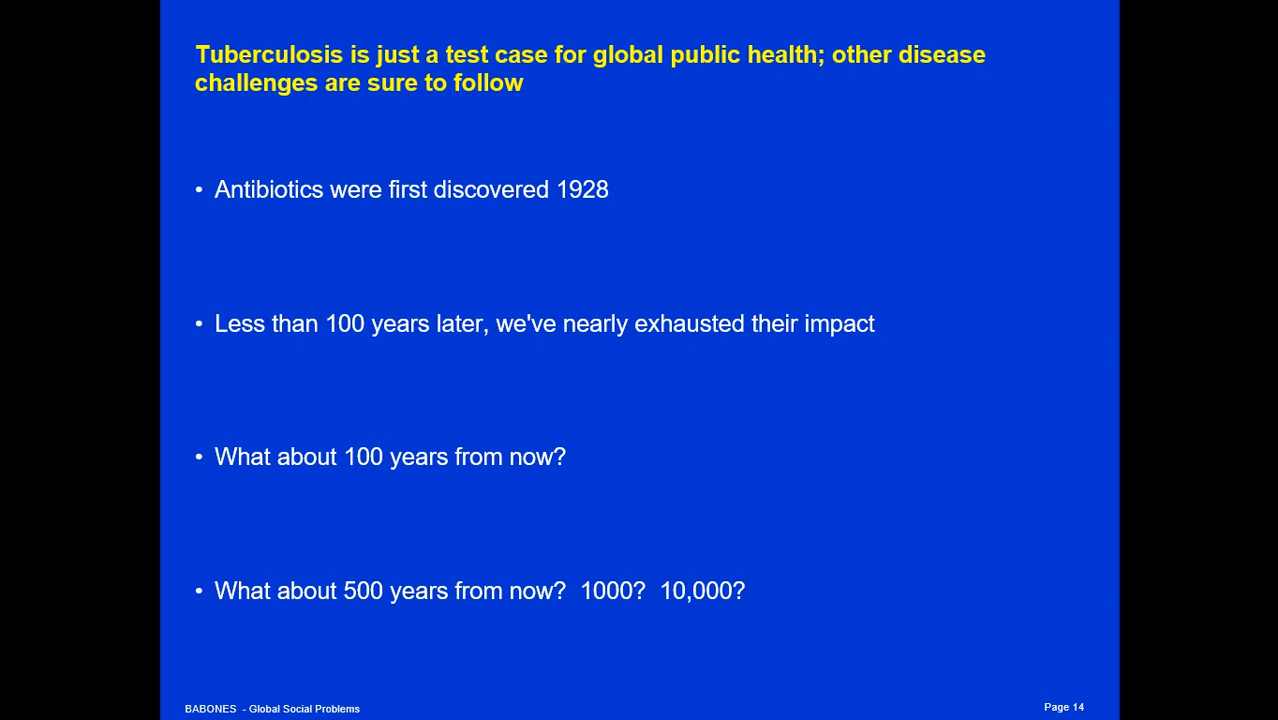 Tuberculosis is just a test case for global public health; other disease
challenges are sure to follow
• Antibiotics were first discovered 1928
• Less than 100 years later, we've nearly exhausted their impact
• What about 100 years from now?
• What about 500 years from now?  1000?  10,000?
BABONES  - Global Social Problems
Page 14